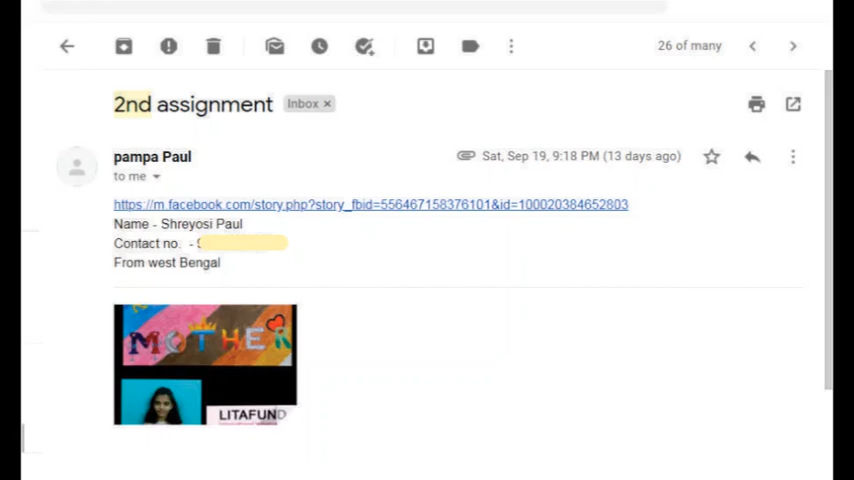 26 of many
2nd assignment Inbox ×
pampa Paul
Sat, Sep 19, 9:18 PM (13 days ago)
to me
https://m.facebook.com/story.php?story_fbid=556467158376101&id=100020384652803
Name - Shreyosi Paul
Contact no. - 9
From west Bengal
MOTHER
LITAFUND